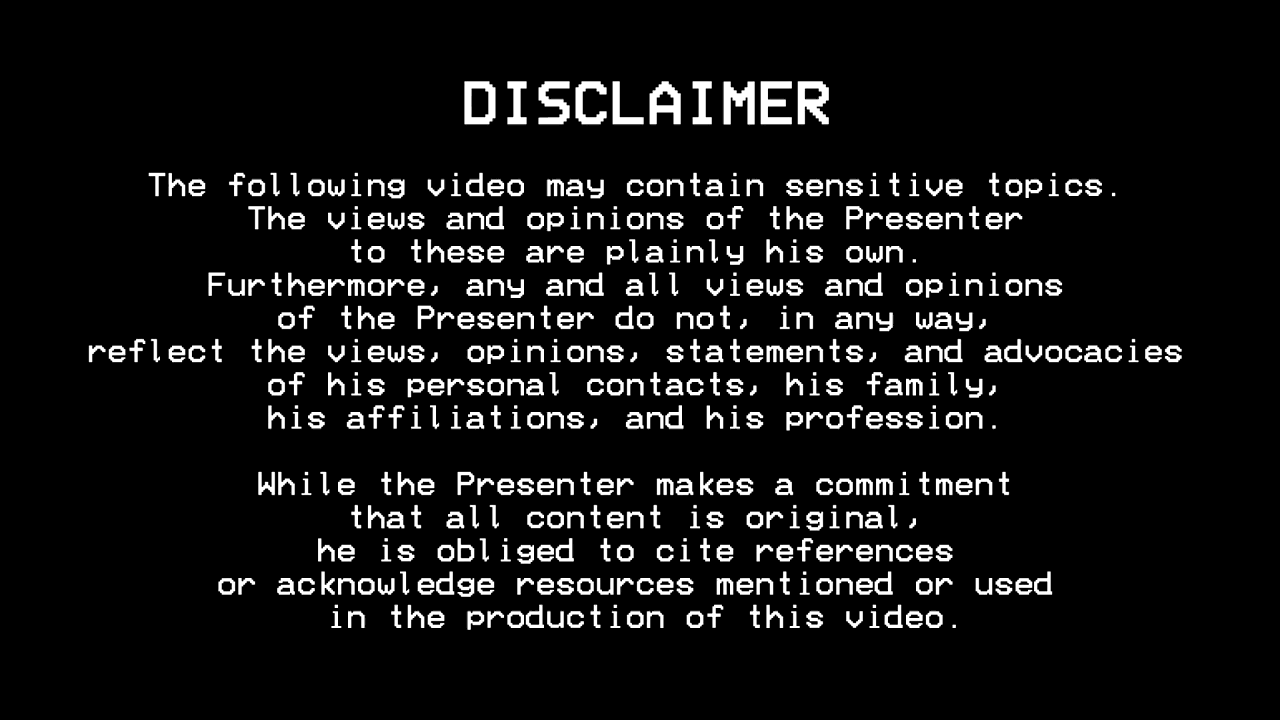 DISCLAIMER
The following video may contain sensitive topics.
The views and opinions of the Presenter
to these are plainly his own.
Furthermore, any and all views and opinions
of the Presenter do not, in any way,
reflect the views, opinions, statements, and advocacies
of his personal contacts, his family,
his affiliations, and his profession.
While the Presenter makes a commitment
that all content is original,
he is obliged to cite references
or acknowledge resources mentioned or used
in the production of this video.